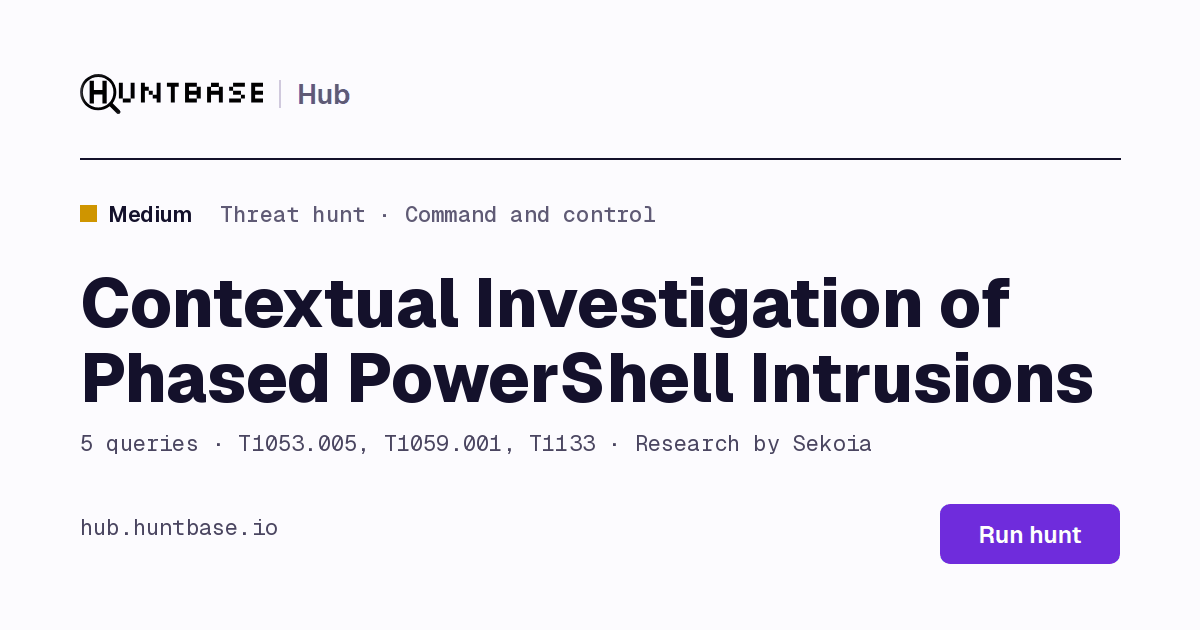 HUNTBASE Hub
Medium Threat hunt · Command and control
Contextual Investigation of
Phased PowerShell Intrusions
5 queries · T1053.005, T1059.001, T1133 · Research by Sekoia
hub.huntbase.io
Run hunt